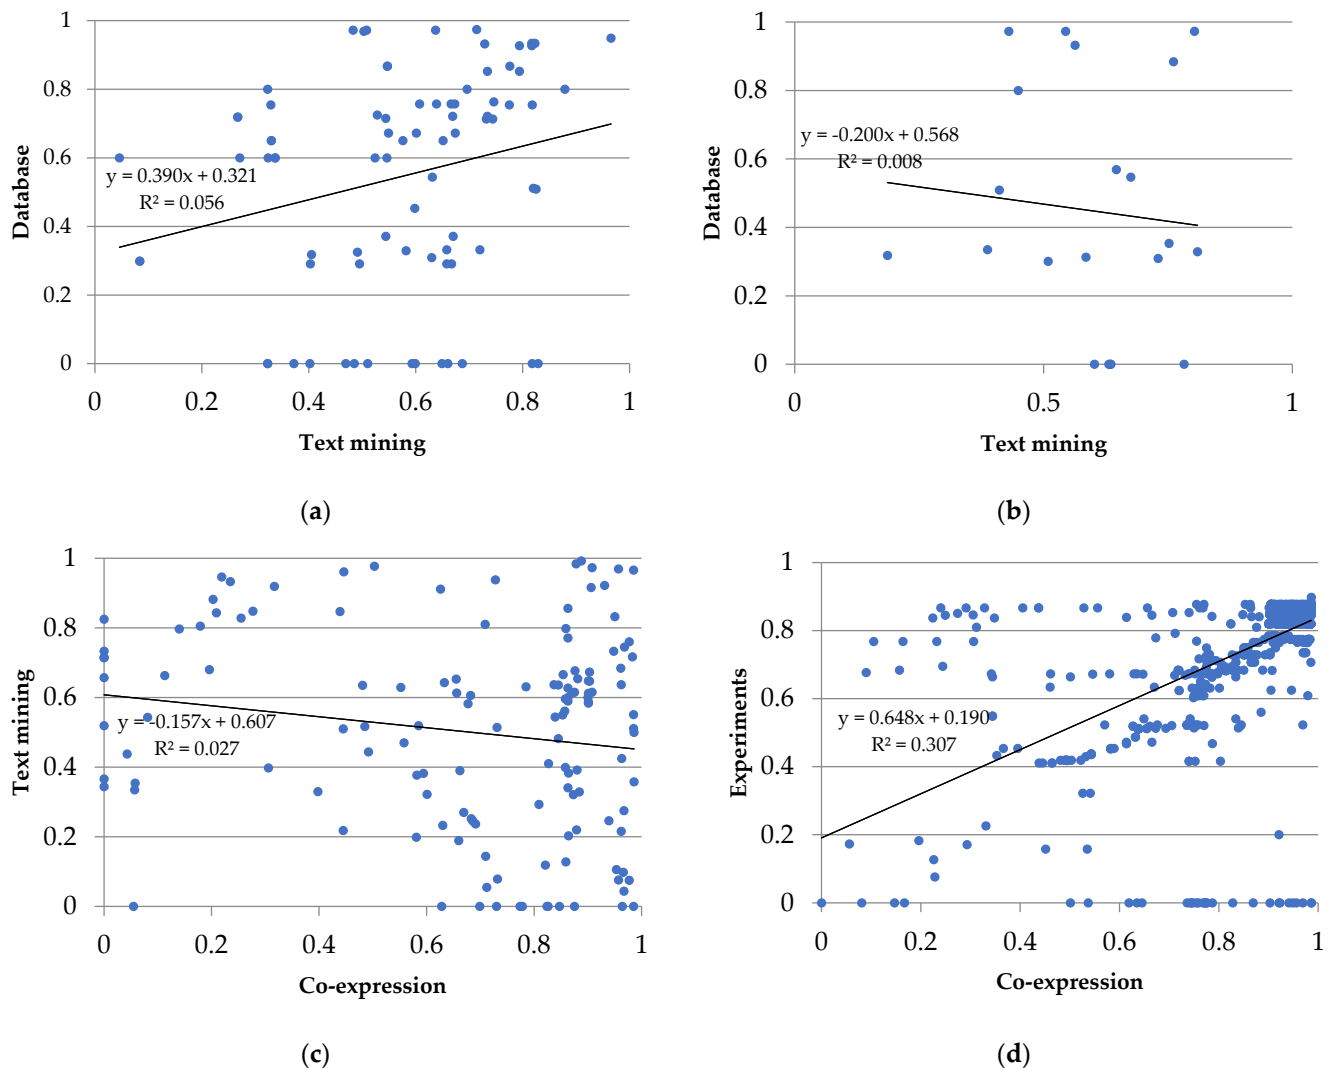 1
0.8
0.6
0.4
0.2
0
Database
y = 0.390x + 0.321
R² = 0.056
0 0.2 0.4 0.6 0.8 1
Text mining
(a)
1
0.8
0.6
0.4
0.2
0
Database
y = -0.200x + 0.568
R² = 0.008
0 0.5 1
Text mining
(b)
1
0.8
0.6
0.4
0.2
0
Text mining
y = -0.157x + 0.607
R² = 0.027
0 0.2 0.4 0.6 0.8 1
Co-expression
(c)
1
0.8
0.6
0.4
0.2
0
Experiments
y = 0.648x + 0.190
R² = 0.307
0 0.2 0.4 0.6 0.8 1
Co-expression
(d)